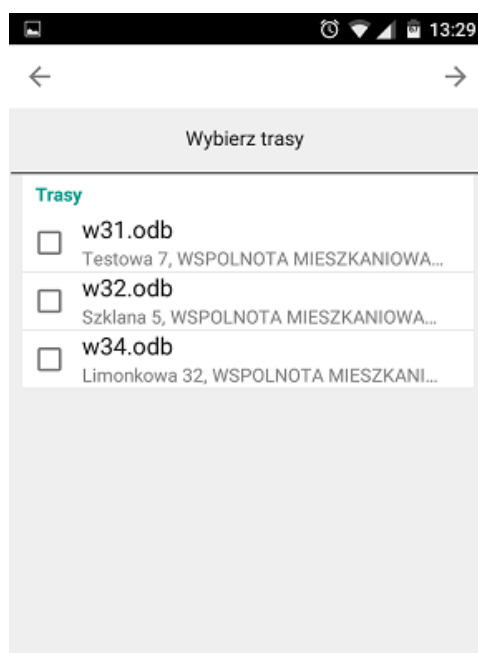 13:29
Wybierz trasy
Trasy
w31.odb
Testowa 7, WSPOLNOTA MIESZKANIOWA...
w32.odb
Szklana 5, WSPOLNOTA MIESZKANIOWA...
w34.odb
Limonkowa 32, WSPOLNOTA MIESZKANI...